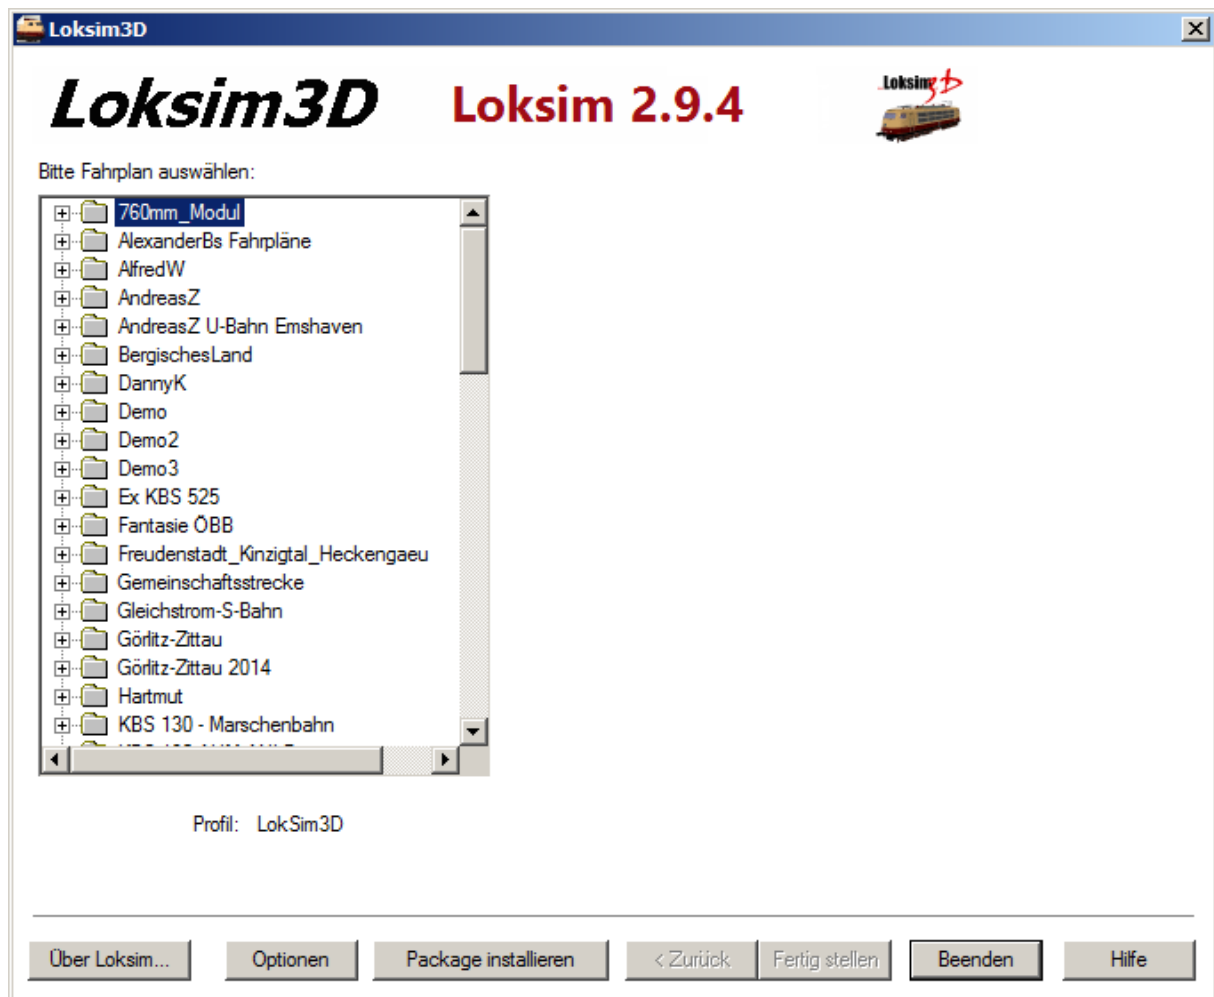 Loksim3D
Loksim3D
Loksim 2.9.4
Loksim3D
Bitte Fahrplan auswählen:
760mm_Modul
AlexanderBs Fahrpläne
AlfredW
AndreasZ
AndreasZ U-Bahn Emshaven
BergischesLand
DannyK
Demo
Demo2
Demo3
Ex KBS 525
Fantasie ÖBB
Freudenstadt_Kinzigtal_Heckengaeu
Gemeinschaftsstrecke
Gleichstrom-S-Bahn
Görlitz-Zittau
Görlitz-Zittau 2014
Hartmut
KBS 130 - Marschenbahn
Profil: LokSim3D
Über Loksim...
Optionen
Package installieren
< Zurück
Fertig stellen
Beenden
Hilfe